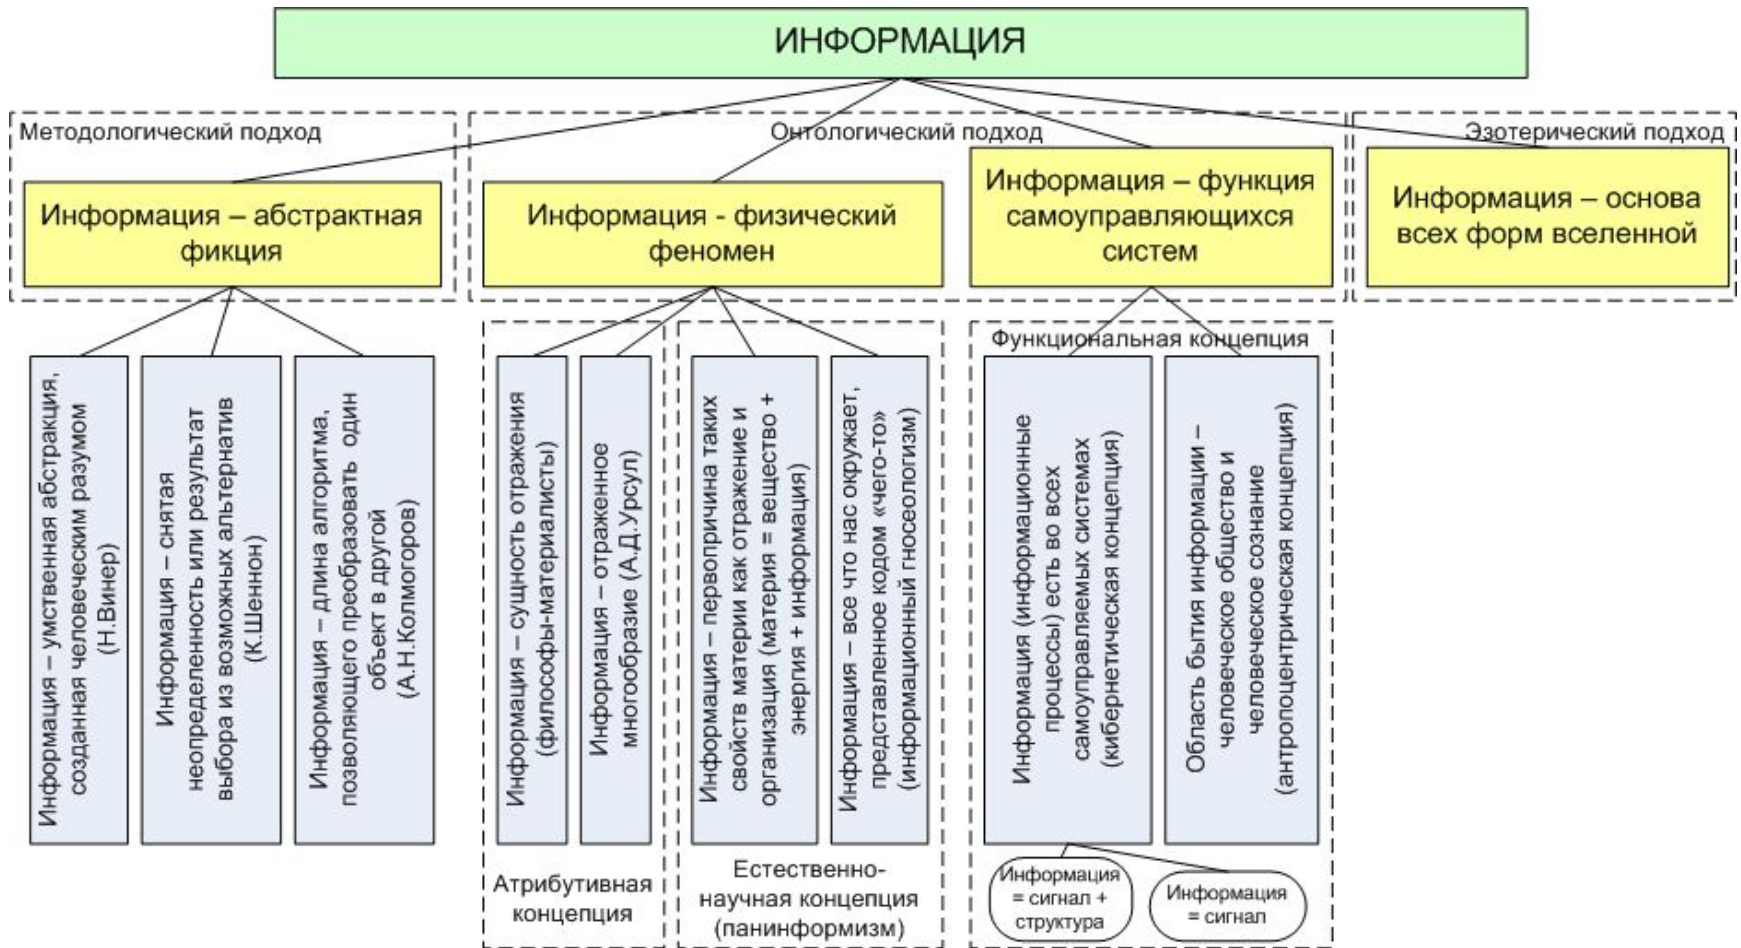 ИНФОРМАЦИЯ
Методологический подход
Онтологический подход
Эзотерический подход
Информация – абстрактная
фикция
Информация - физический
феномен
Информация – функция
самоуправляющихся
систем
Информация – основа
всех форм вселенной
Информация – умственная абстракция,
созданная человеческим разумом
(Н.Винер)
Информация – снятая
неопределенность или результат
выбора из возможных альтернатив
(К.Шеннон)
Информация – длина алгоритма,
позволяющего преобразовать один
объект в другой
(А.Н.Колмогоров)
Информация – сущность отражения
(философы-материалисты)
Информация – отраженное
многообразие (А.Д.Урсул)
Атрибутивная
концепция
Информация – первопричина таких
свойств материи как отражение и
организация (материя = вещество +
энергия + информация)
Информация – все что нас окружает,
представленное кодом «чего-то»
(информационный гносеологизм)
Естественно-
научная концепция
(панинформизм)
Функциональная концепция
Информация (информационные
процессы) есть во всех
самоуправляемых системах
(кибернетическая концепция)
Область бытия информации –
человеческое общество и
человеческое сознание
(антропоцентрическая концепция)
Информация
= сигнал +
структура
Информация
= сигнал